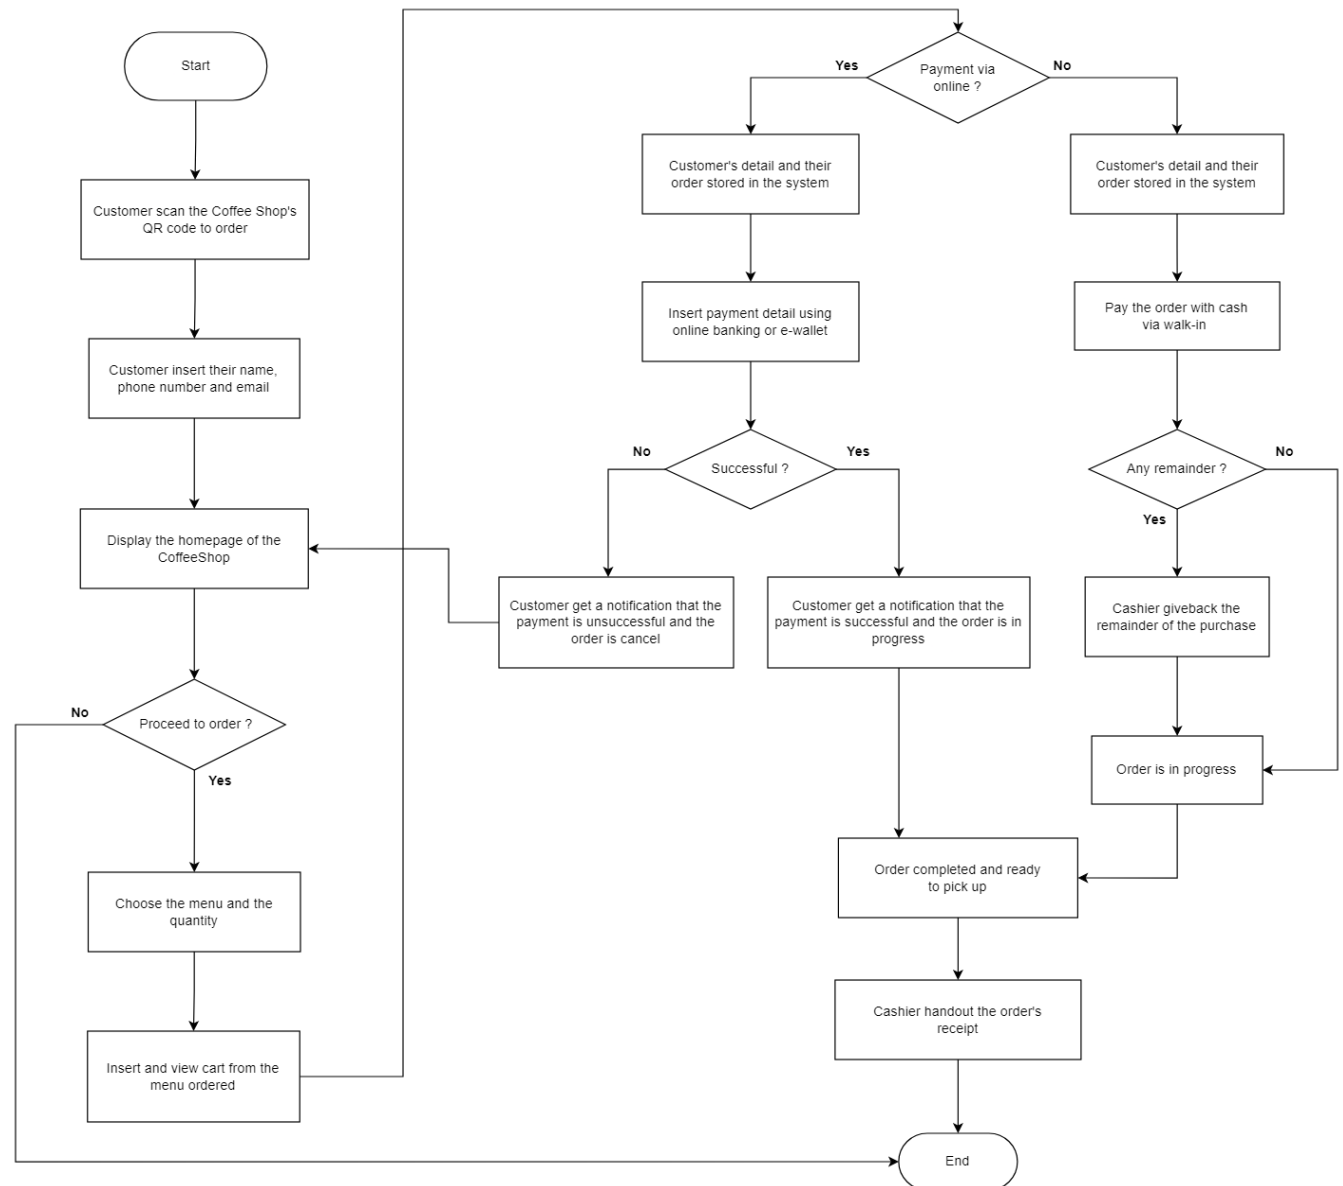 Start
Customer scan the Coffee Shop's
QR code to order
Customer insert their name,
phone number and email
Display the homepage of the
CoffeeShop
No
Proceed to order ?
Yes
Choose the menu and the
quantity
Insert and view cart from the
menu ordered
Yes
Payment via
online ?
No
Customer's detail and their
order stored in the system
Insert payment detail using
online banking or e-wallet
No
Successful ?
Yes
Customer get a notification that the
payment is unsuccessful and the
order is cancel
Customer get a notification that the
payment is successful and the order is in
progress
Customer's detail and their
order stored in the system
Pay the order with cash
via walk-in
Any remainder ?
No
Yes
Cashier giveback the
remainder of the purchase
Order is in progress
Order completed and ready
to pick up
Cashier handout the order's
receipt
End